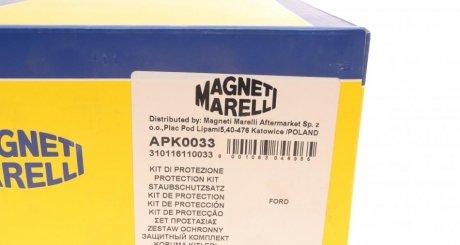 MAGNETI
MARELLI
Distributed by: Magneti Marelli Aftermarket Sp. z
o.o.,Plac Pod Lipami5,40-476 Katowice /POLAND
APK0033
310116110033
KIT DI PROTEZIONE
PROTECTION KIT
STAUBSCHUTZSATZ
KIT DE PROTECTION
KIT DE PROTECCIÓN
KIT DE PROTECÇÃO
ΣΕΤ ΠΡΟΣΤΑΣΙΑΣ
ZESTAW OCHRONNY
ЗАЩИТНЫЙ КОМПЛЕКТ
FORD
MAGNETI
MARELLI